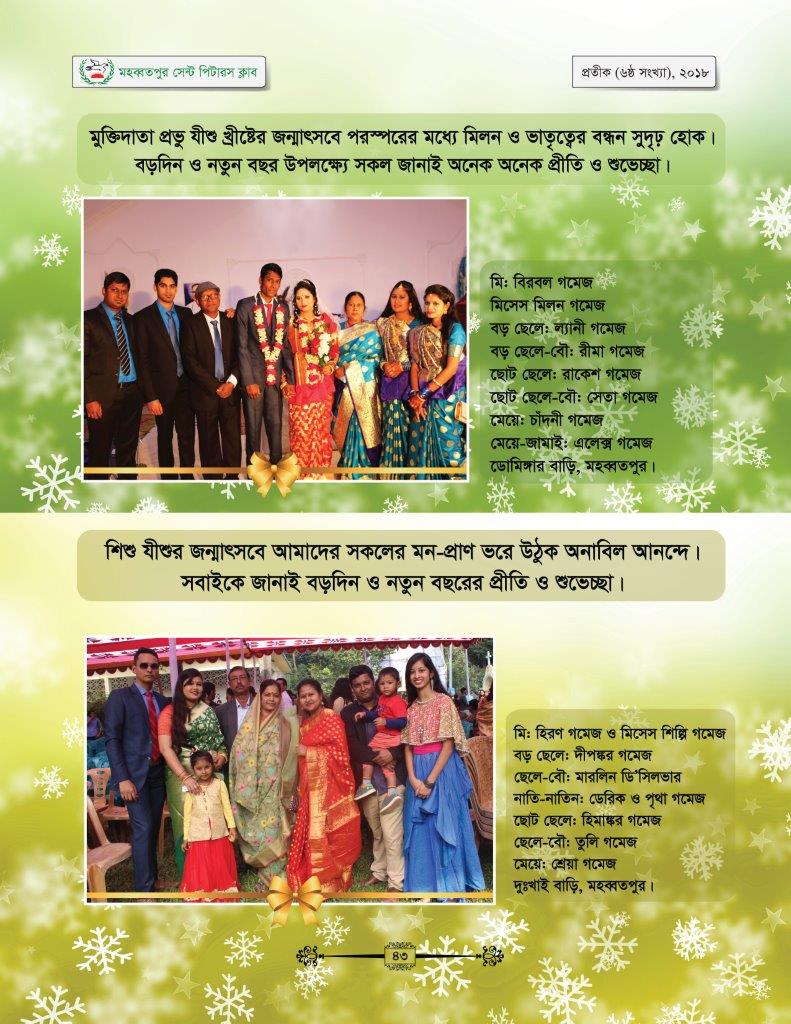 মহব্বতপুর সেন্ট পিটারস ক্লাব
প্রতীক (৬ষ্ঠ সংখ্যা), ২০১৮
মুক্তিদাতা প্রভু যীশু খ্রীষ্টের জন্মোৎসবে পরস্পরের মধ্যে মিলন ও ভাতৃত্বের বন্ধন সুদৃঢ় হোক।
বড়দিন ও নতুন বছর উপলক্ষ্যে সকল জানাই অনেক অনেক প্রীতি ও শুভেচ্ছা।
মি: বিরবল গমেজ
মিসেস মিলন গমেজ
বড় ছেলে: ল্যানী গমেজ
বড় ছেলে-বৌ: রীমা গমেজ
ছোট ছেলে: রাকেশ গমেজ
ছোট ছেলে-বৌ: সেতা গমেজ
মেয়ে: চাঁদনী গমেজ
মেয়ে-জামাই: এলেক্স গমেজ
ডোমিঙ্গার বাড়ি, মহব্বতপুর।
শিশু যীশুর জন্মোৎসবে আমাদের সকলের মন-প্রাণ ভরে উঠুক অনাবিল আনন্দে।
সবাইকে জানাই বড়দিন ও নতুন বছরের প্রীতি ও শুভেচ্ছা।
মি: হিরণ গমেজ ও মিসেস শিল্পি গমেজ
বড় ছেলে: দীপঙ্কর গমেজ
ছেলে-বৌ: মারলিন ডি'সিলভার
নাতি-নাতিন: ডেরিক ও পৃথা গমেজ
ছোট ছেলে: হিমাঙ্কর গমেজ
ছেলে-বৌ: তুলি গমেজ
মেয়ে: শ্রেয়া গমেজ
দুঃখাই বাড়ি, মহব্বতপুর।
৪৩